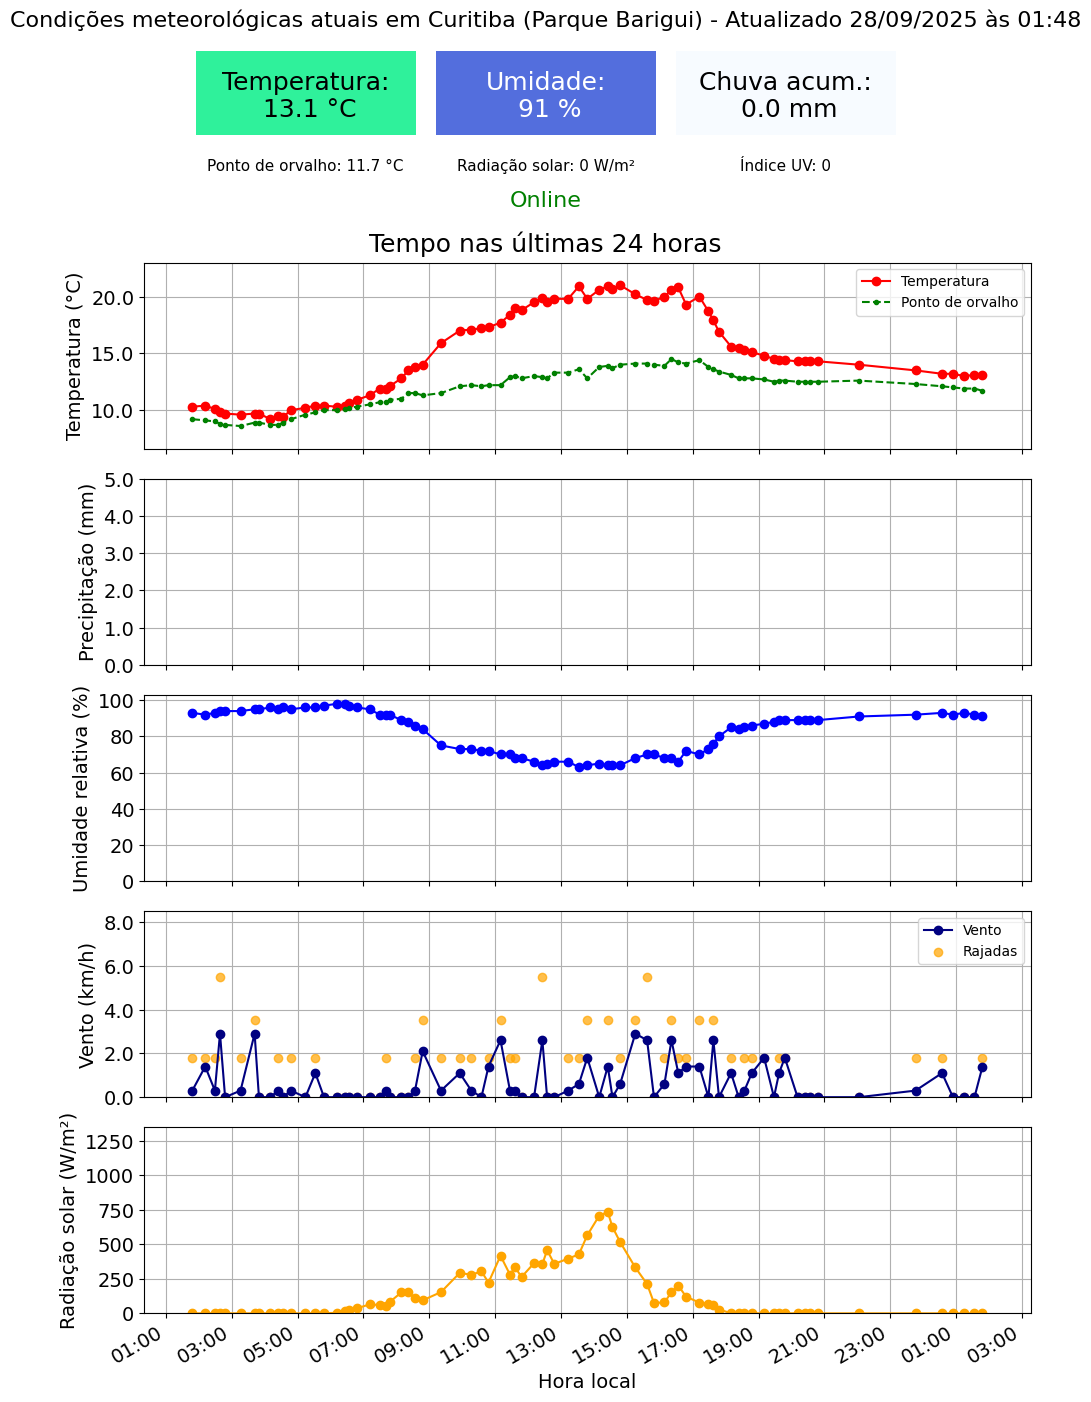 Condições meteorológicas atuais em Curitiba (Parque Barigui) - Atualizado 28/09/2025 às 01:48
Temperatura:
13.1 °C
Umidade:
91 %
Chuva acum.:
0.0 mm
Ponto de orvalho: 11.7 °C
Radiação solar: 0 W/m²
Índice UV: 0
Online
Tempo nas últimas 24 horas
Temperatura (°C)
20.0
15.0
10.0
Temperatura
Ponto de orvalho
Precipitação (mm)
5.0
4.0
3.0
2.0
1.0
0.0
Umidade relativa (%)
100
80
60
40
20
0
Vento (km/h)
8.0
6.0
4.0
2.0
0.0
Vento
Rajadas
Radiação solar (W/m²)
1250
1000
750
500
250
0
01:00
03:00
05:00
07:00
09:00
11:00
13:00
15:00
17:00
19:00
21:00
23:00
01:00
03:00
Hora local